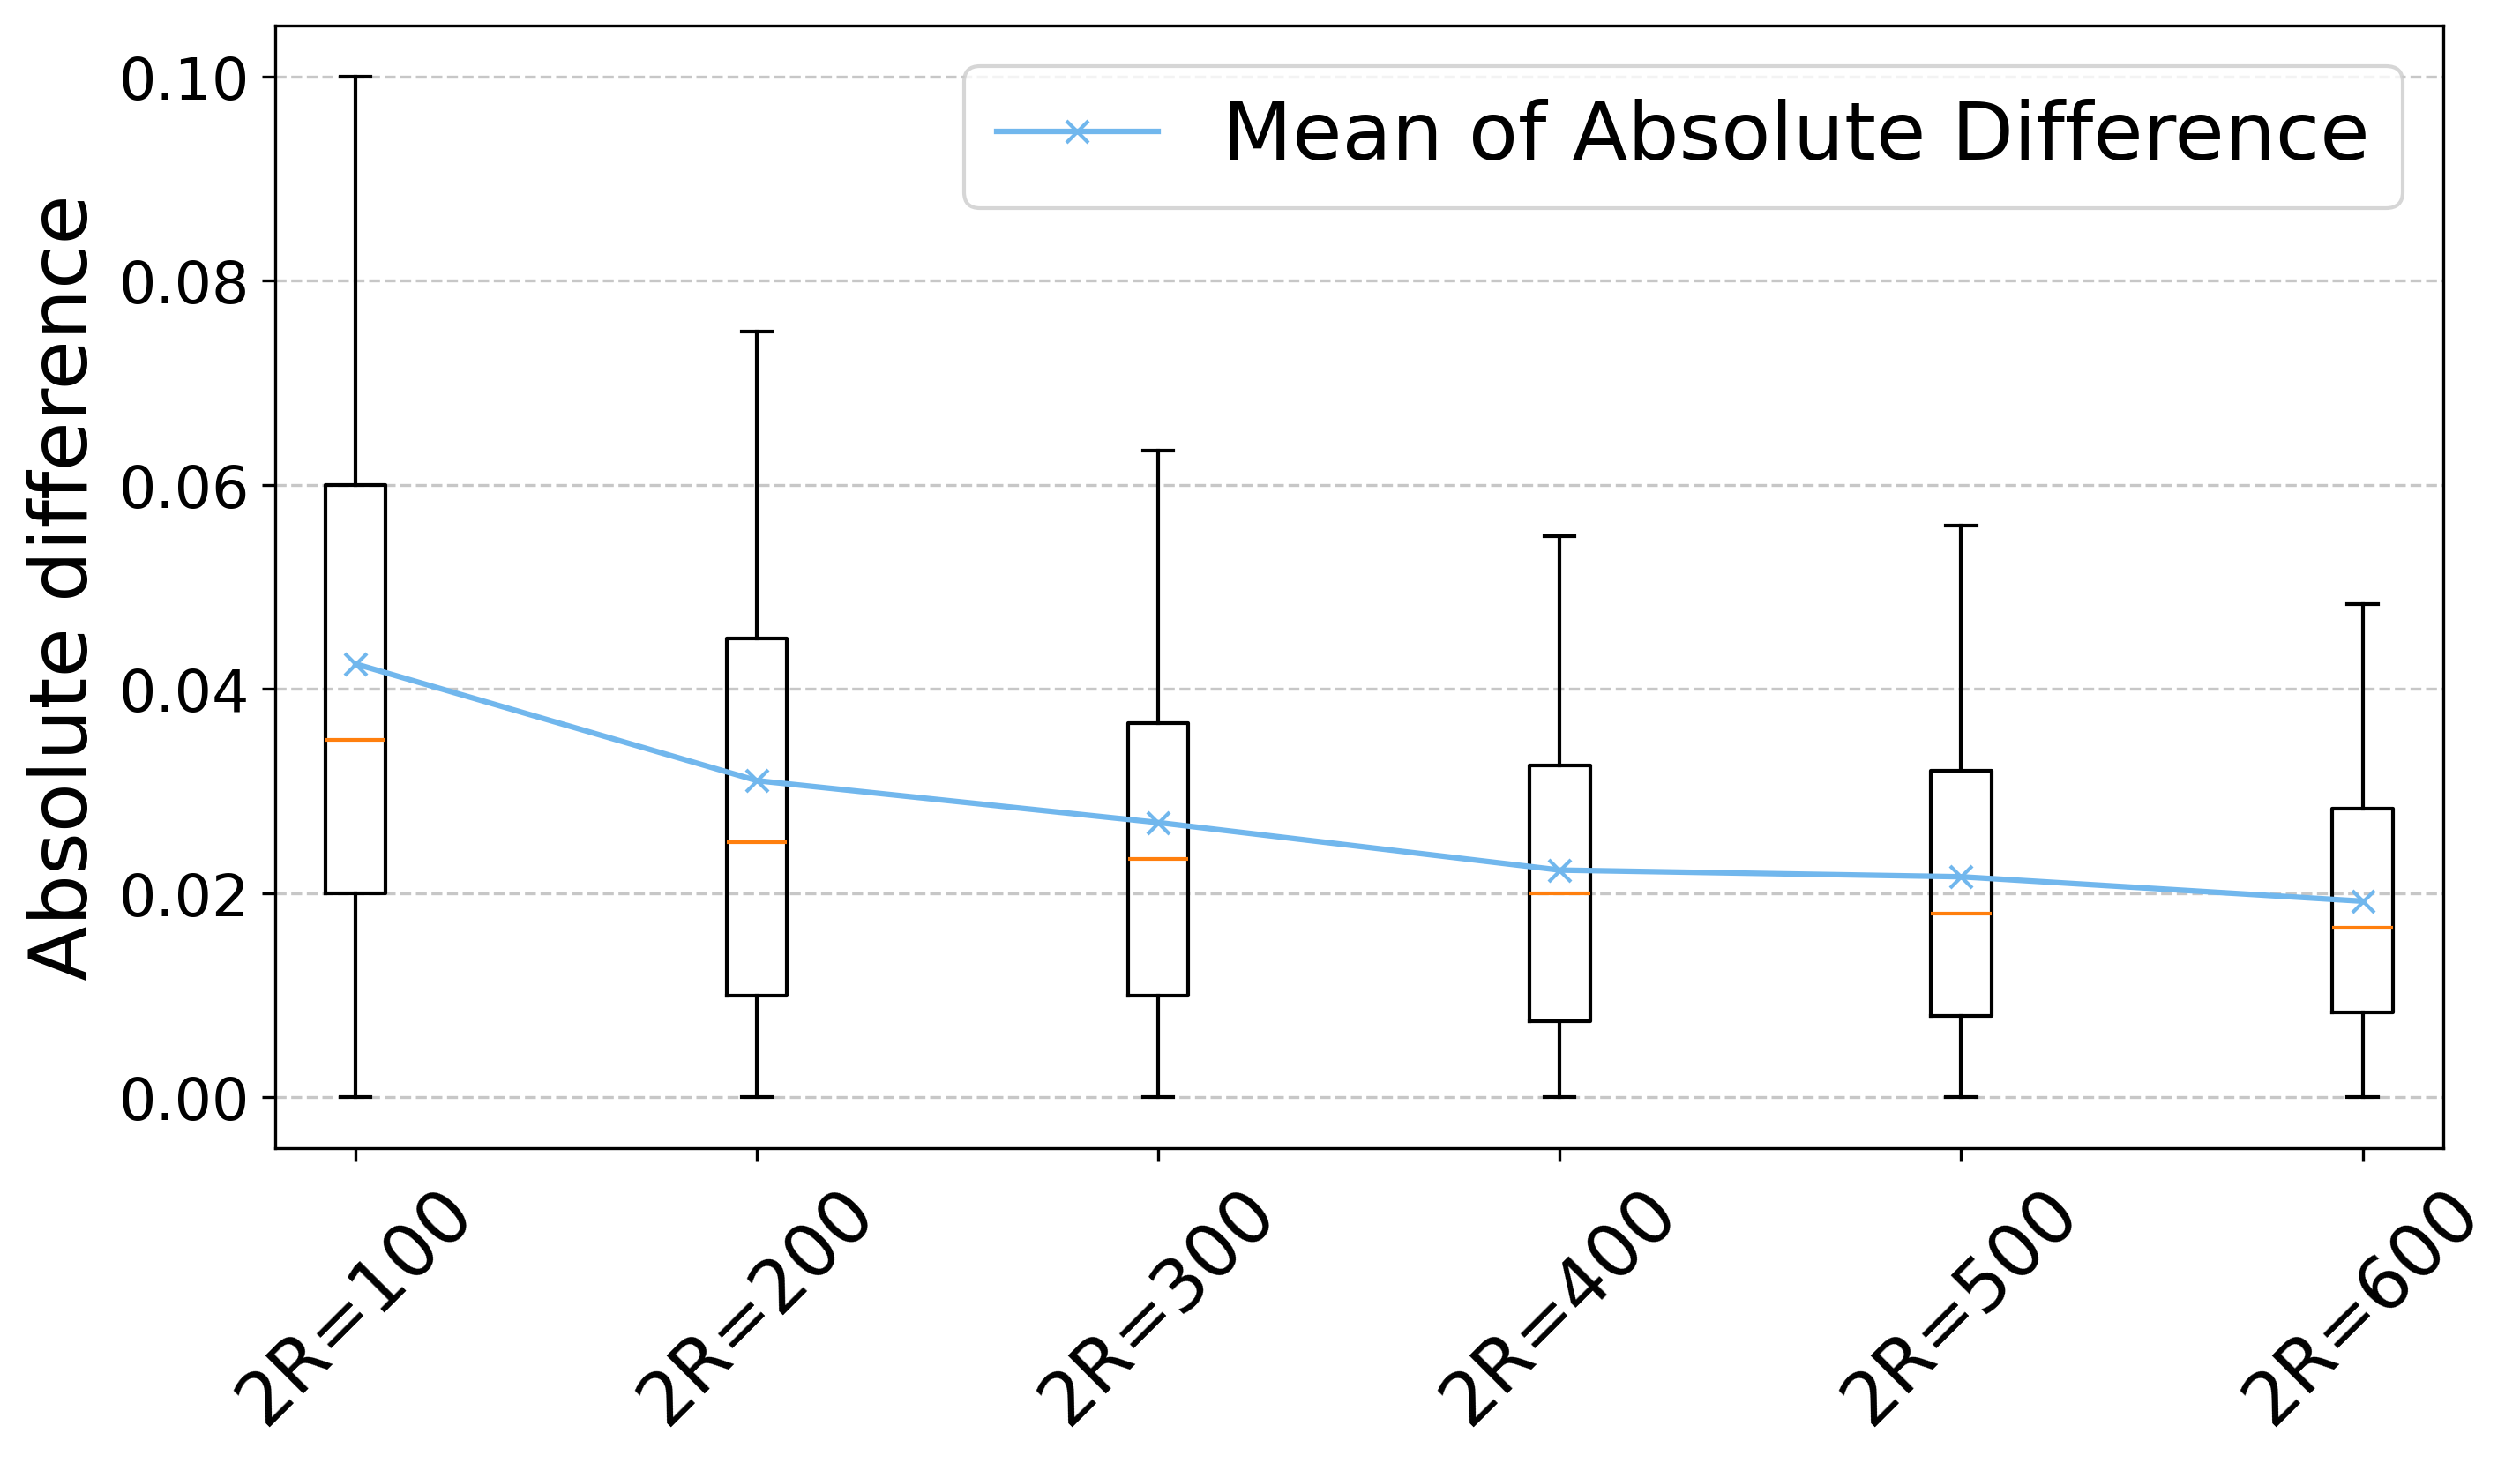 Mean of Absolute Difference
Absolute difference
0.10
0.08
0.06
0.04
0.02
0.00
2R=100
2R=200
2R=300
2R=400
2R=500
2R=600